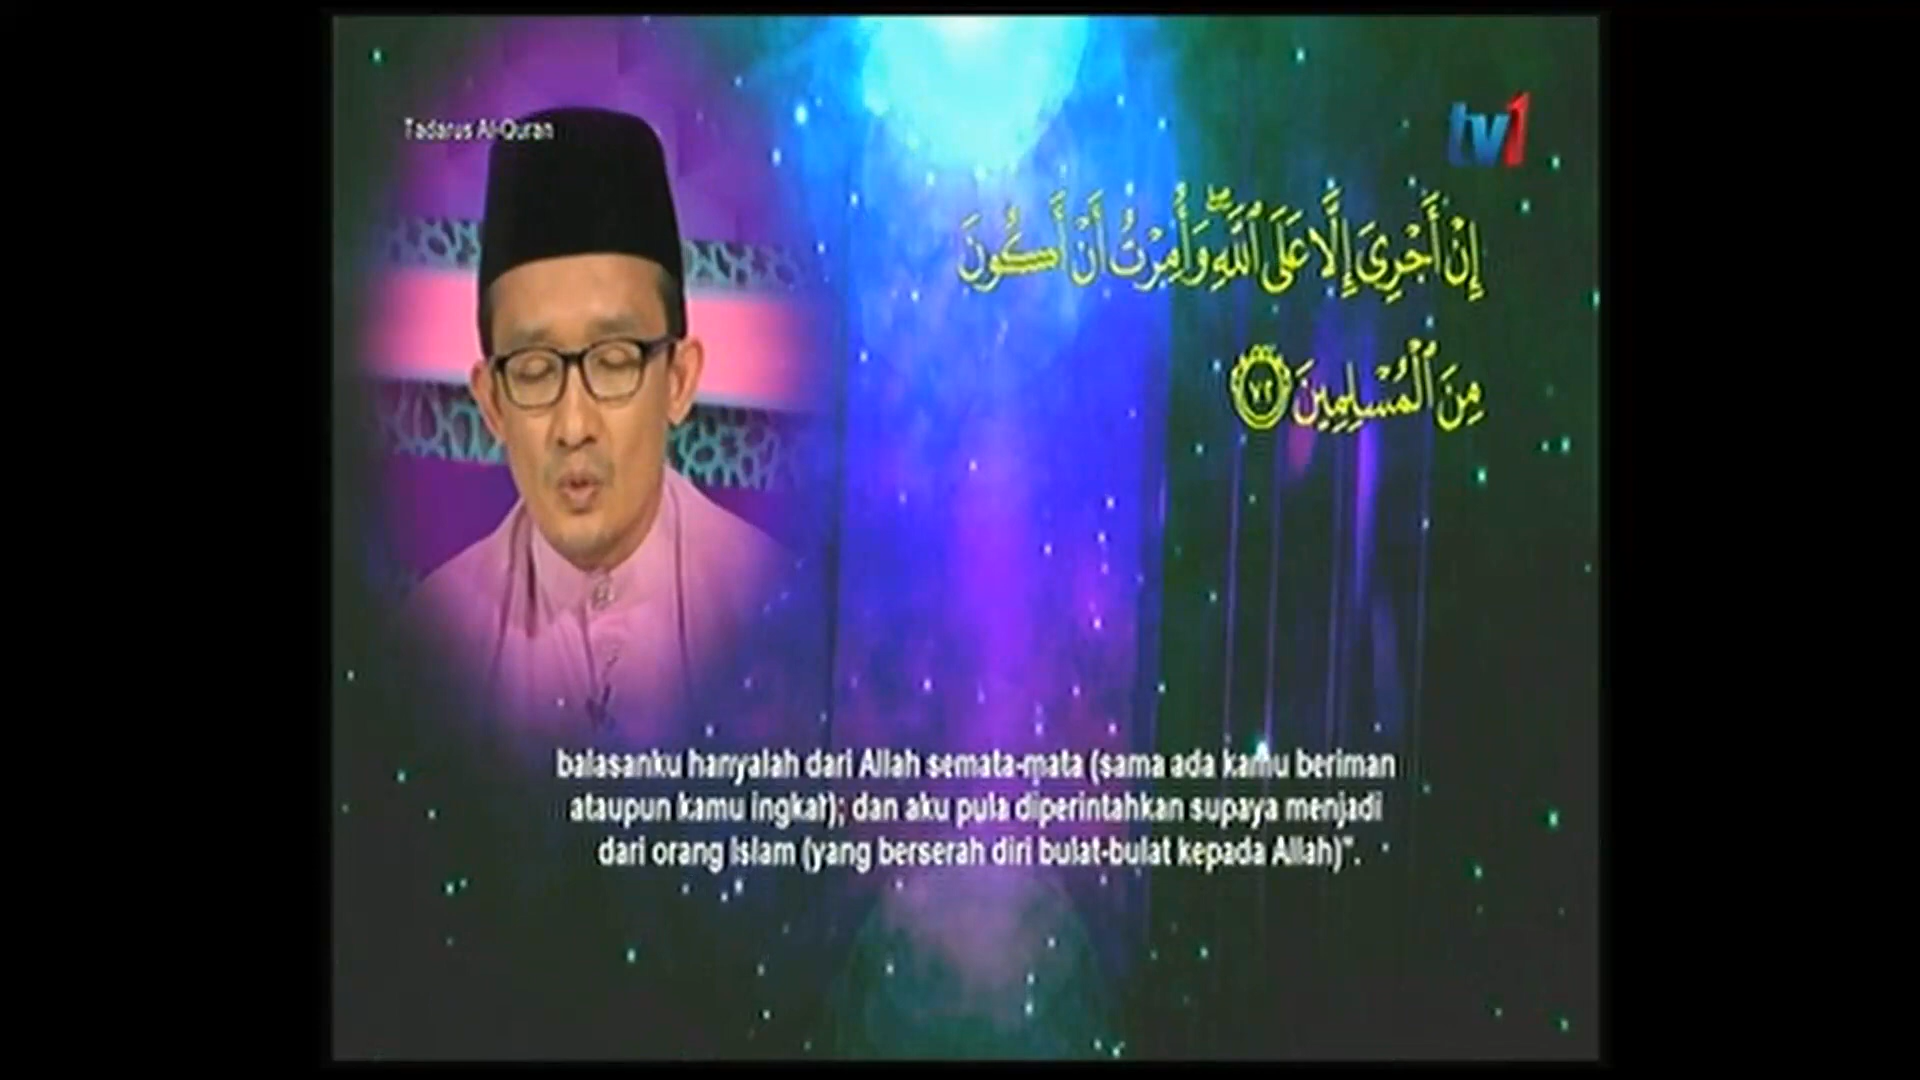 Tadarus Al-Quran
tv1
إِنْ أَجْرِىَ إِلَّا عَلَى ٱللَّهِ ۖ وَأُمِرْتُ أَنْ أَكُونَ
مِنَ ٱلْمُسْلِمِينَ ٧٢
balasanku hanyalah dari Allah semata-mata (sama ada kamu beriman
ataupun kamu ingkar); dan aku pula diperintahkan supaya menjadi
dari orang Islam (yang berserah diri bulat-bulat kepada Allah)".